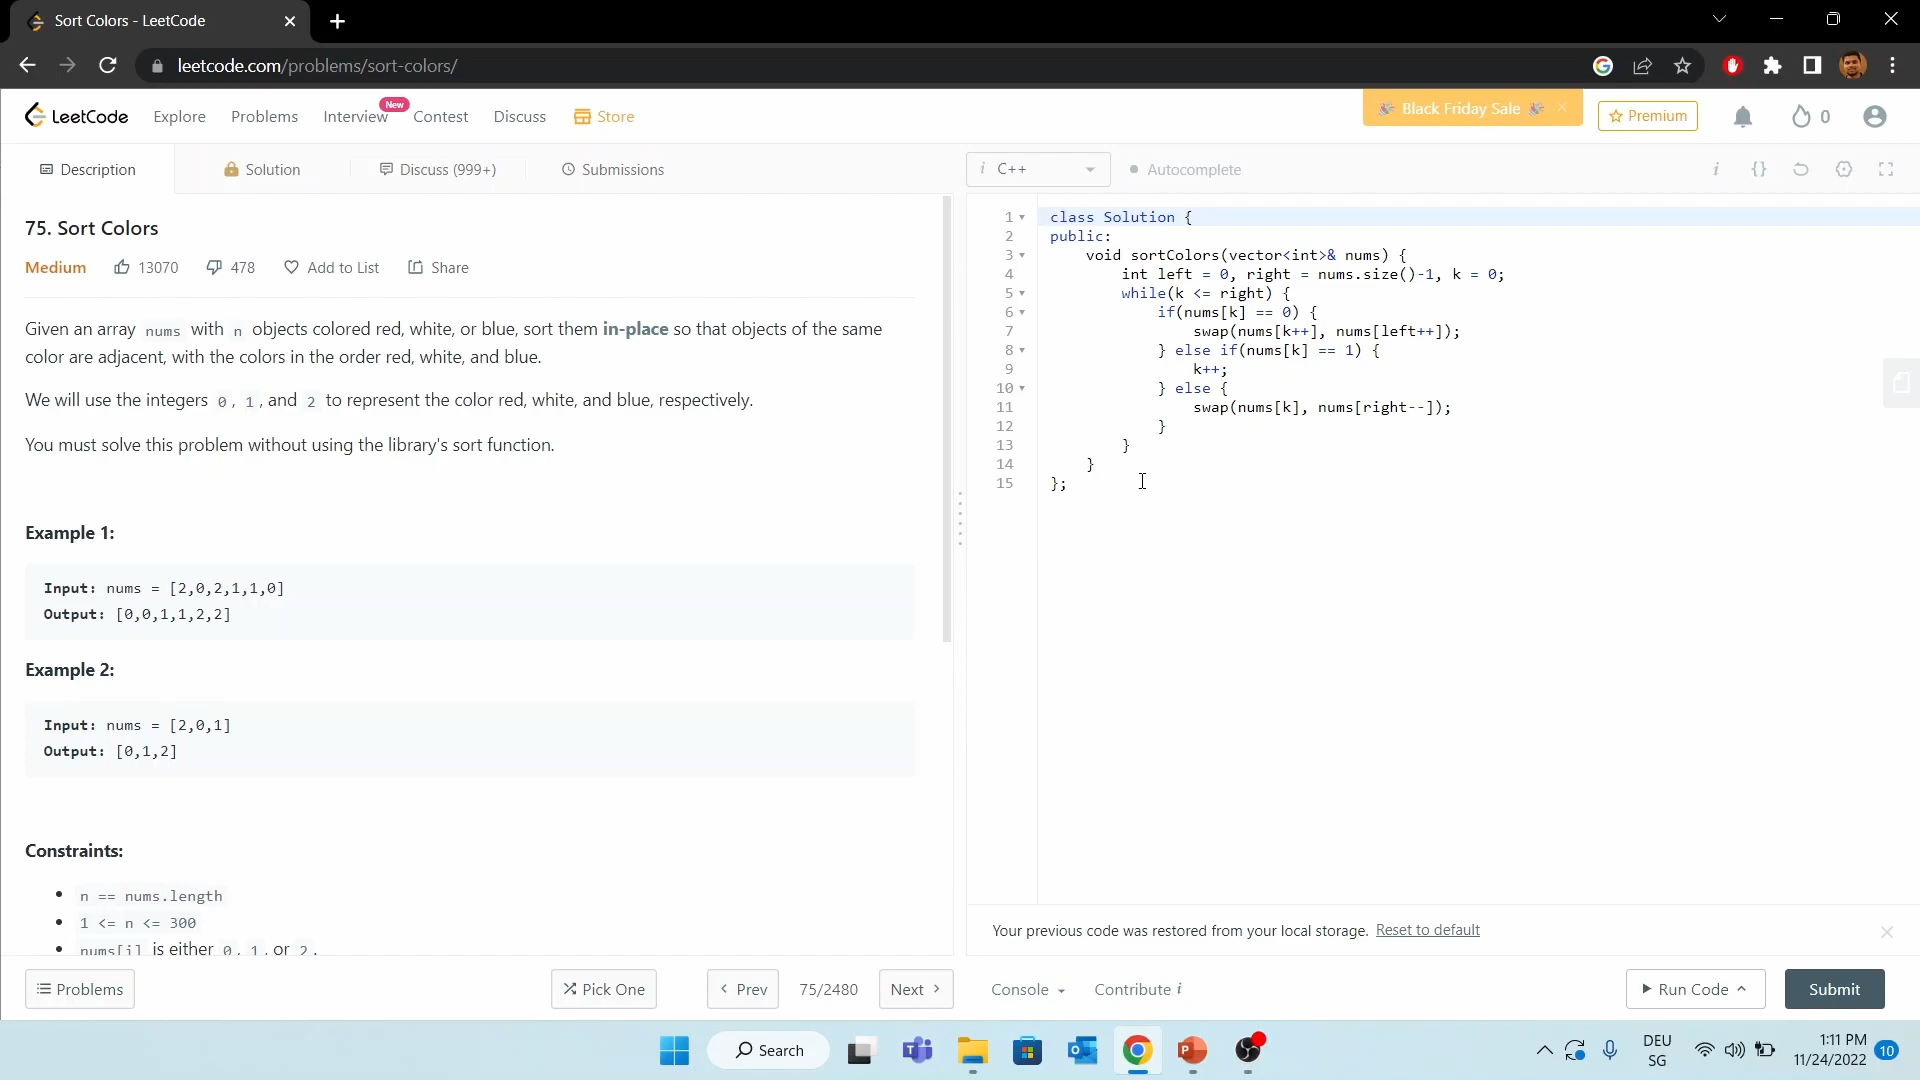 Sort Colors - LeetCode
leetcode.com/problems/sort-colors/
LeetCode Explore Problems Interview New Contest Discuss Store Black Friday Sale Premium 0
Description Solution Discuss (999+) Submissions
i C++ Autocomplete i {}
75. Sort Colors
Medium 13070 478 Add to List Share
Given an array nums with n objects colored red, white, or blue, sort them in-place so that objects of the same
color are adjacent, with the colors in the order red, white, and blue.
We will use the integers 0, 1, and 2 to represent the color red, white, and blue, respectively.
You must solve this problem without using the library's sort function.
Example 1:
Input: nums = [2,0,2,1,1,0]
Output: [0,0,1,1,2,2]
Example 2:
Input: nums = [2,0,1]
Output: [0,1,2]
Constraints:
n == nums.length
1 <= n <= 300
nums[i] is either 0, 1, or 2.
1 class Solution {
2 public:
3 void sortColors(vector<int>& nums) {
4 int left = 0, right = nums.size()-1, k = 0;
5 while(k <= right) {
6 if(nums[k] == 0) {
7 swap(nums[k++], nums[left++]);
8 } else if(nums[k] == 1) {
9 k++;
10 } else {
11 swap(nums[k], nums[right--]);
12 }
13 }
14 }
15 };
Your previous code was restored from your local storage. Reset to default
Problems Pick One Prev 75/2480 Next
Console Contribute i Run Code Submit
Search
DEU
SG
1:11 PM
11/24/2022
10